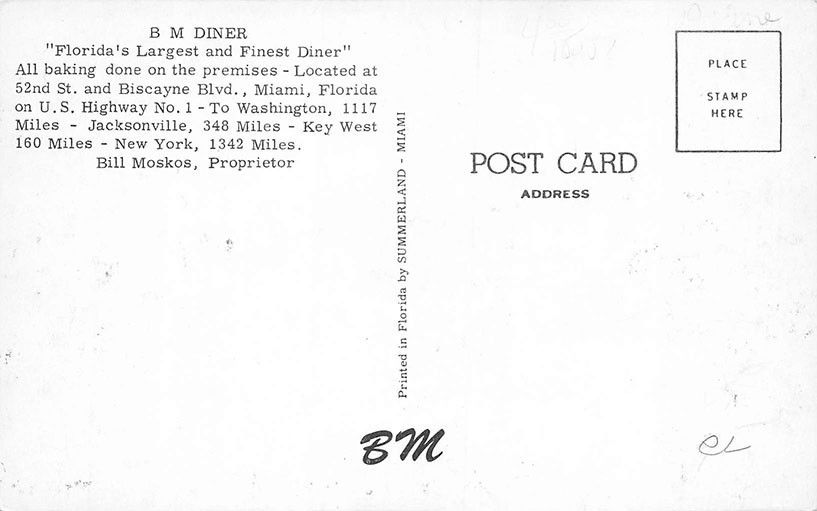 B M DINER
"Florida's Largest and Finest Diner"
All baking done on the premises - Located at
52nd St. and Biscayne Blvd., Miami, Florida
on U.S. Highway No. 1 - To Washington, 1117
Miles - Jacksonville, 348 Miles - Key West
160 Miles - New York, 1342 Miles.
Bill Moskos, Proprietor
Printed in Florida by SUMMERLAND - MIAMI
BM
POST CARD
ADDRESS
PLACE
STAMP
HERE